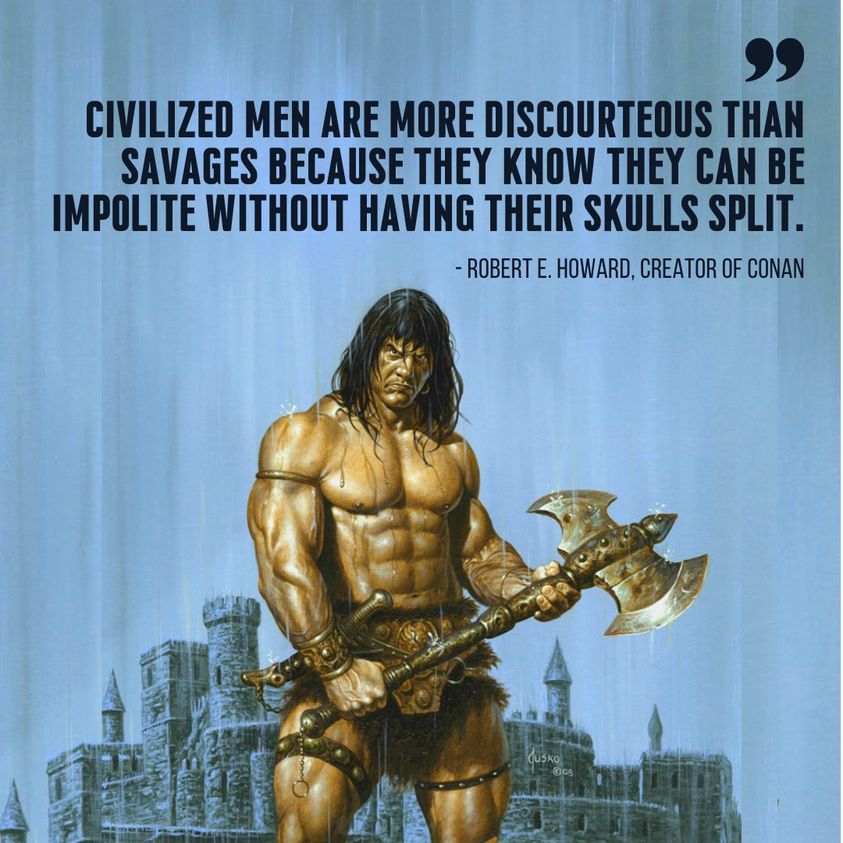 ”
CIVILIZED MEN ARE MORE DISCOURTEOUS THAN
SAVAGES BECAUSE THEY KNOW THEY CAN BE
IMPOLITE WITHOUT HAVING THEIR SKULLS SPLIT.
- ROBERT E. HOWARD, CREATOR OF CONAN
JUSKO
©08